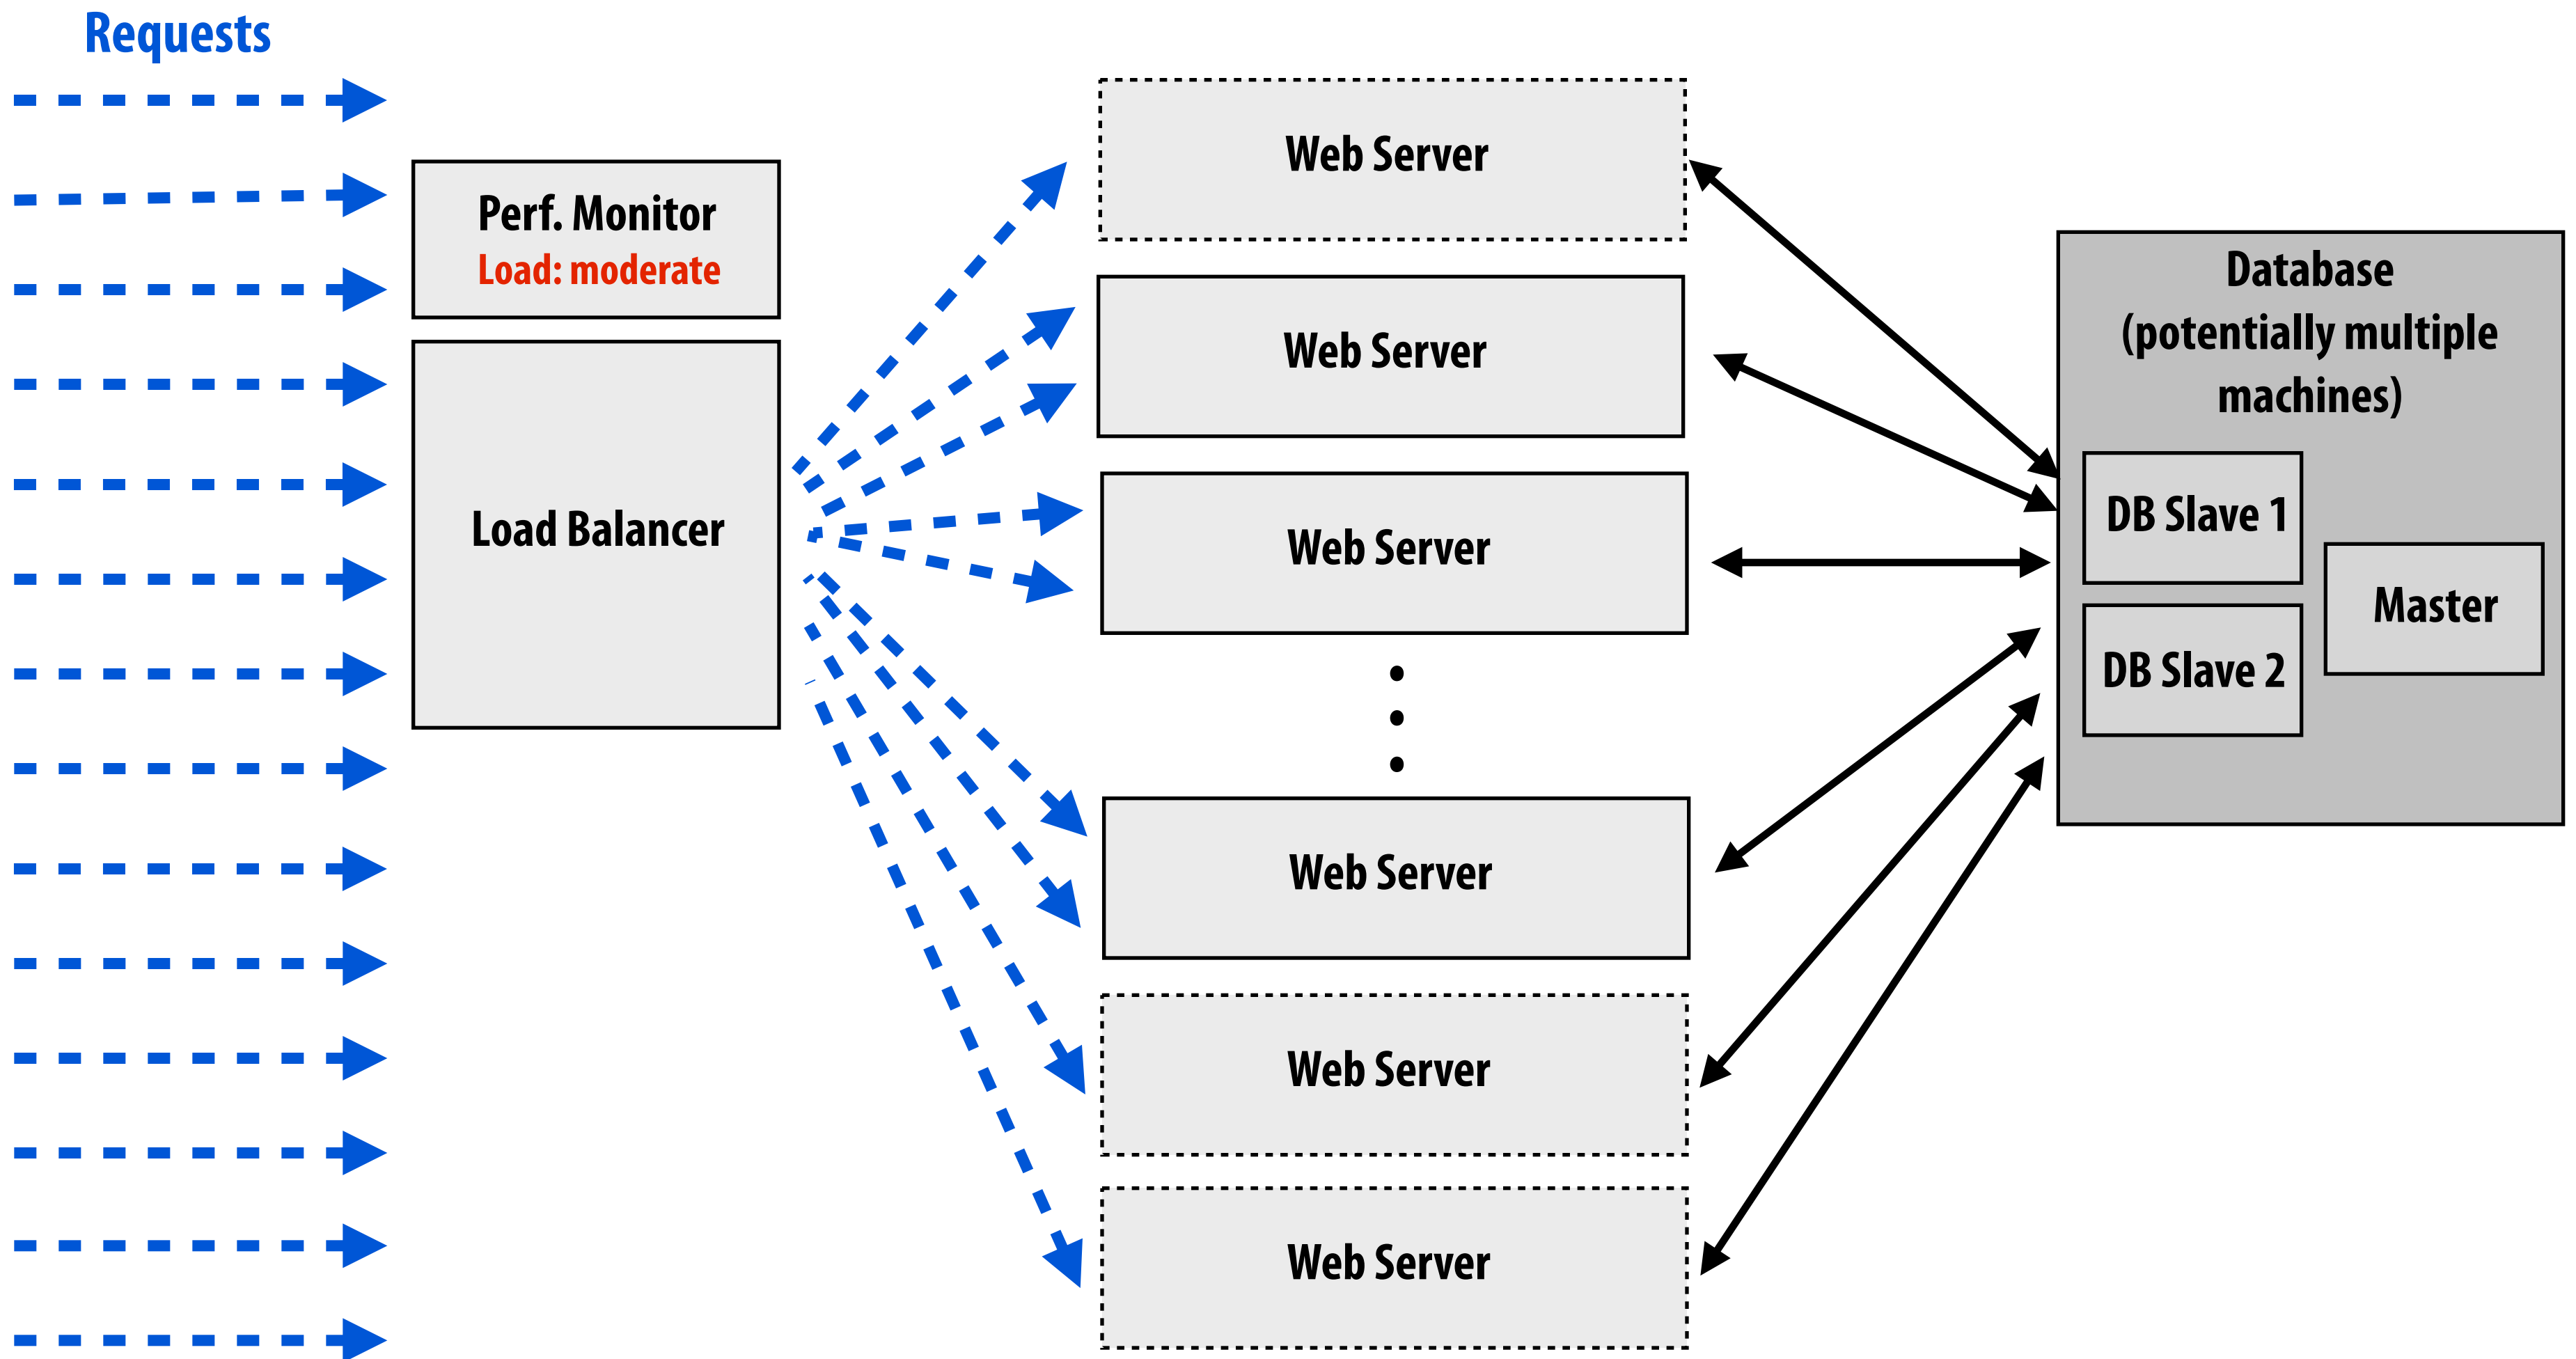 Requests
Perf. Monitor
Load: moderate
Load Balancer
Web Server
Web Server
Web Server
Web Server
Web Server
Web Server
Database
(potentially multiple
machines)
DB Slave 1
DB Slave 2
Master